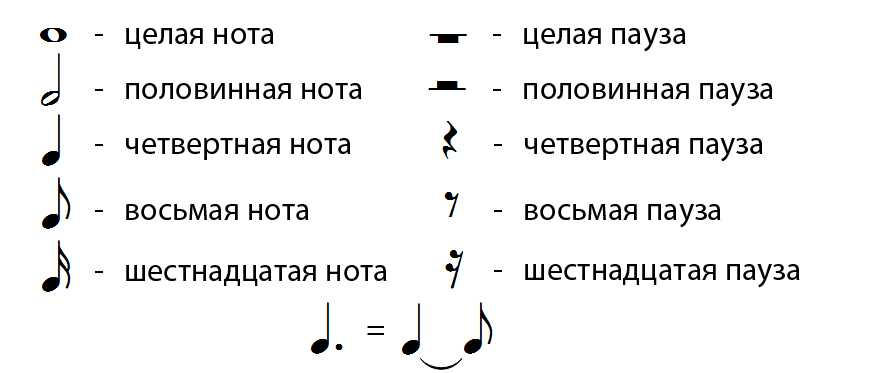 - целая нота - целая пауза
- половинная нота - половинная пауза
- четвертная нота - четвертная пауза
- восьмая нота - восьмая пауза
- шестнадцатая нота - шестнадцатая пауза
=